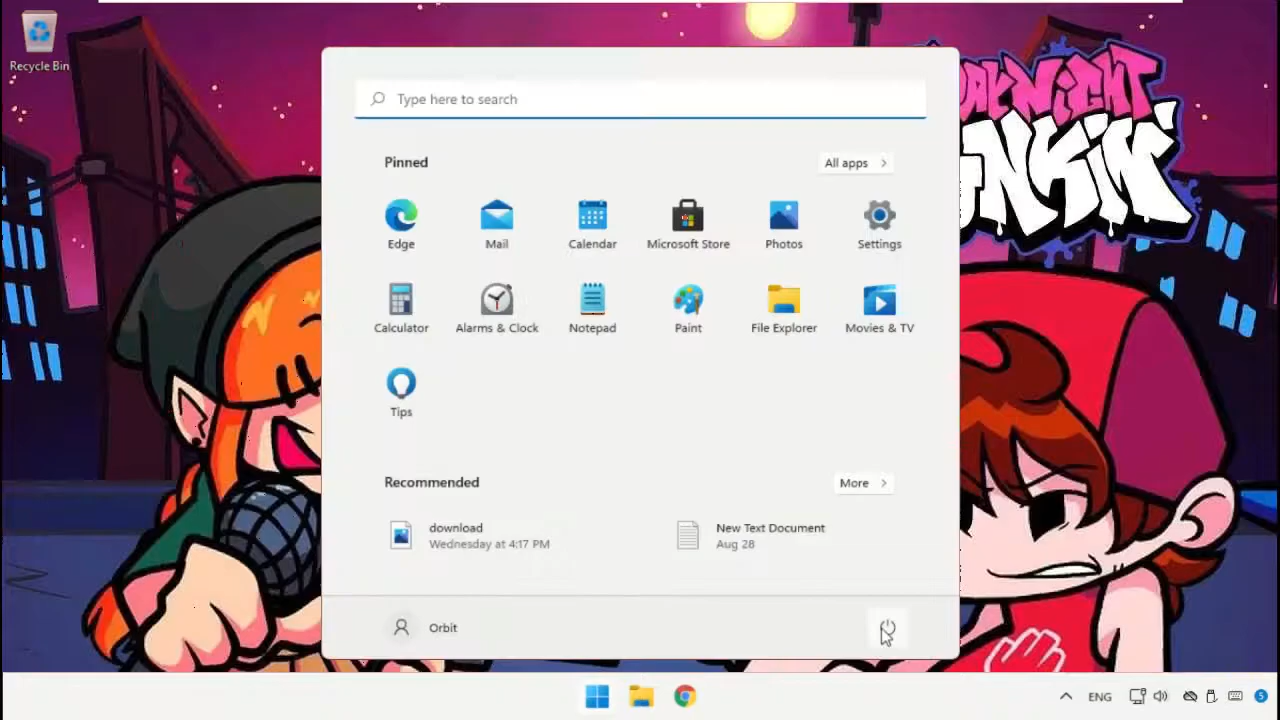 Recycle Bin
Type here to search
Pinned
All apps
Edge
Mail
Calendar
Microsoft Store
Photos
Settings
Calculator
Alarms & Clock
Notepad
Paint
File Explorer
Movies & TV
Tips
Recommended
More
download
Wednesday at 4:17 PM
New Text Document
Aug 28
Orbit
ENG
5